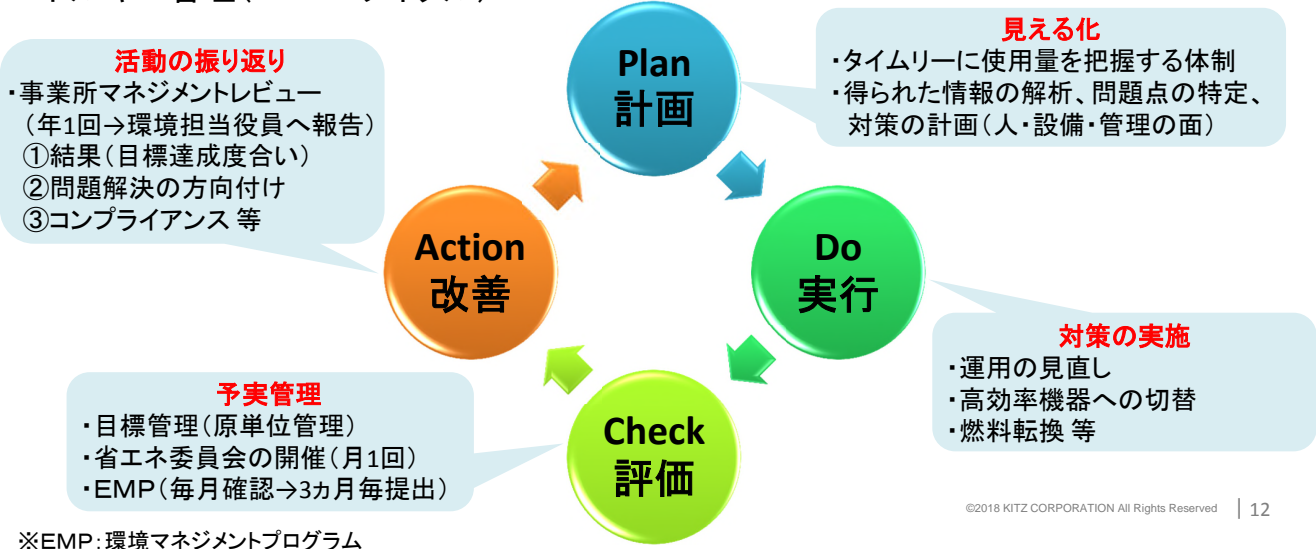 活動の振り返り
・事業所マネジメントレビュー
（年1回→環境担当役員へ報告）
①結果（目標達成度合い）
②問題解決の方向付け
③コンプライアンス 等
Plan
計画
見える化
・タイムリーに使用量を把握する体制
・得られた情報の解析、問題点の特定、
対策の計画（人・設備・管理の面）
Action
改善
Do
実行
対策の実施
・運用の見直し
・高効率機器への切替
・燃料転換 等
予実管理
・目標管理（原単位管理）
・省エネ委員会の開催（月1回）
・EMP（毎月確認→3ヵ月毎提出）
Check
評価
©2018 KITZ CORPORATION All Rights Reserved | 12
※EMP：環境マネジメントプログラム